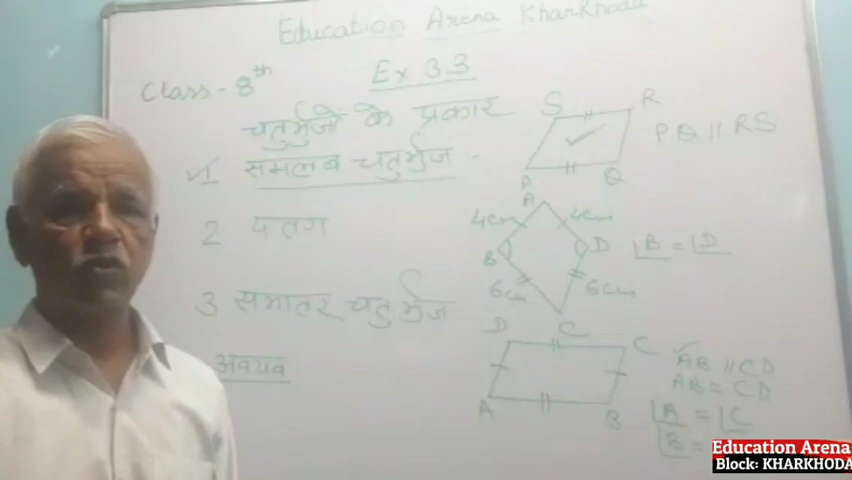 Education Arena Kharkhoda
Class - 8th
Ex 3.3
चतुर्भुजों के प्रकार
✓1 समलंब चतुर्भुज -
2 पतंग
3 समांतर चतुर्भुज
अवयव
S R
P Q
PQ || RS
A
4cm 4cm
B D
∠B = ∠D
6cm 6cm
C
D C
A B
AB || CD
AB = CD
∠A = ∠C
∠B =
Education Arena
Block: KHARKHODA